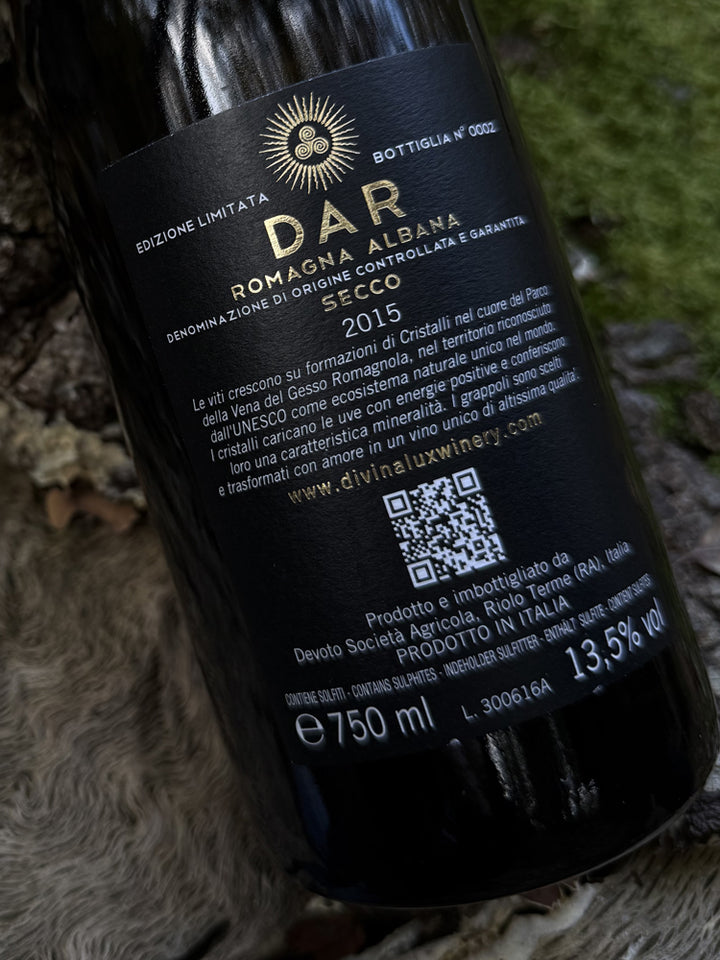 EDIZIONE LIMITATA
BOTTIGLIA N° 0002
DAR
ROMAGNA ALBANA
DENOMINAZIONE DI ORIGINE CONTROLLATA E GARANTITA
SECCO
2015
Le viti crescono su formazioni di Cristalli nel cuore del Parco
della Vena del Gesso Romagnola, nel territorio riconosciuto
dall'UNESCO come ecosistema naturale unico nel mondo.
I cristalli caricano le uve con energie positive e conferiscono
loro una caratteristica mineralità. I grappoli sono scelti
e trasformati con amore in un vino unico di altissima qualità.
www.divinaluxwinery.com
Prodotto e imbottigliato da
Devoto Società Agricola, Riolo Terme (RA), Italia
PRODOTTO IN ITALIA
CONTIENE SOLFITI - CONTAINS SULPHITES - INDEHOLDER SULFITTER - ENTHÄLT SULFITE - CONTIENT SULFITES
e 750 ml L. 300616A 13,5% vol